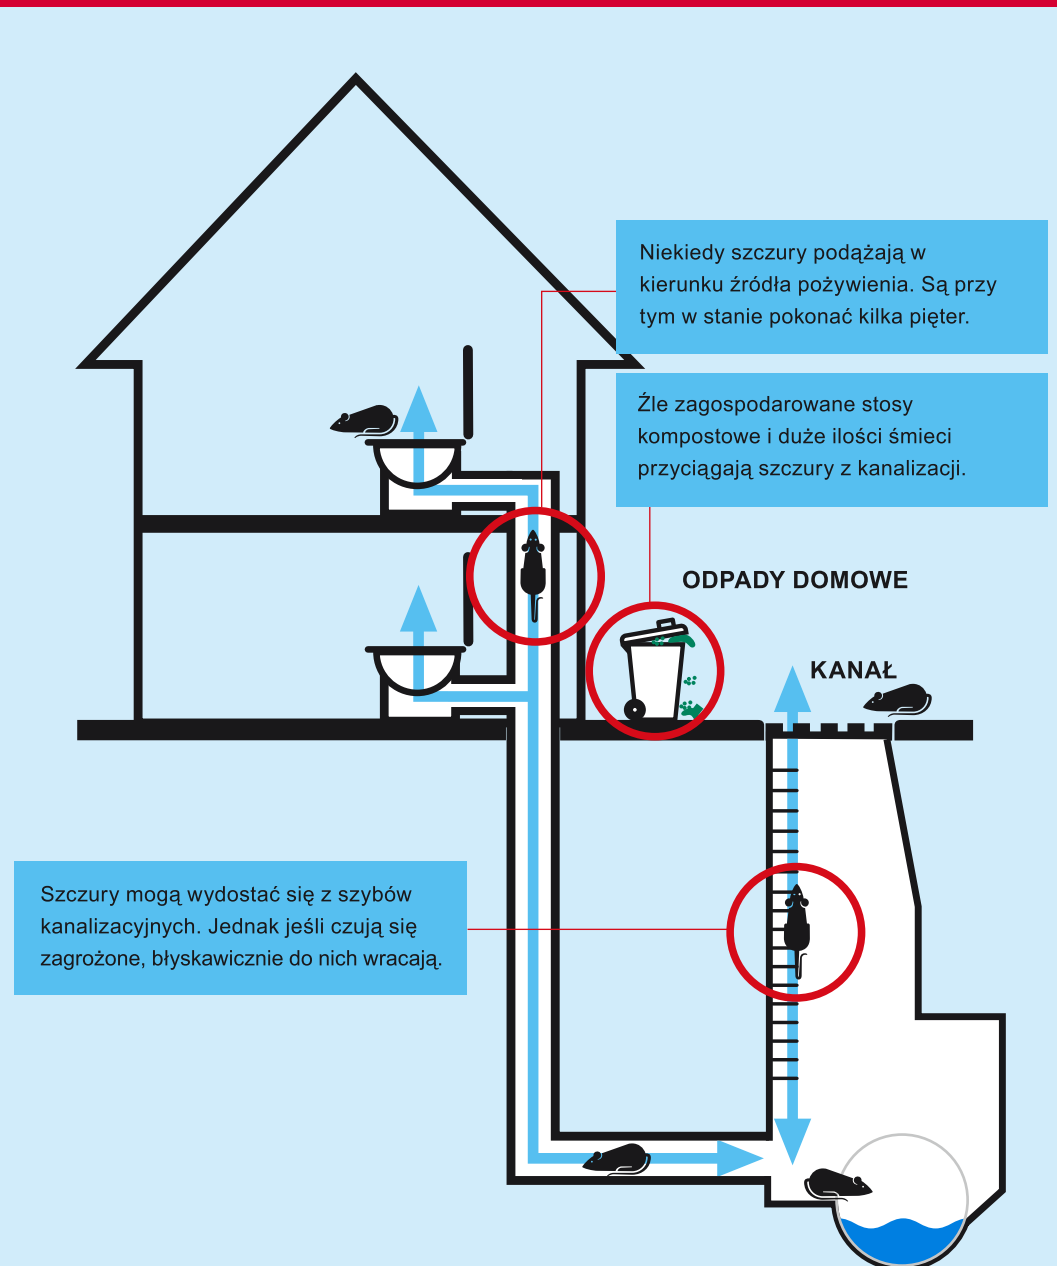 Niekiedy szczury podążają w
kierunku źródła pożywienia. Są przy
tym w stanie pokonać kilka pięter.
Źle zagospodarowane stosy
kompostowe i duże ilości śmieci
przyciągają szczury z kanalizacji.
ODPADY DOMOWE
KANAŁ
Szczury mogą wydostać się z szybów
kanalizacyjnych. Jednak jeśli czują się
zagrożone, błyskawicznie do nich wracają.